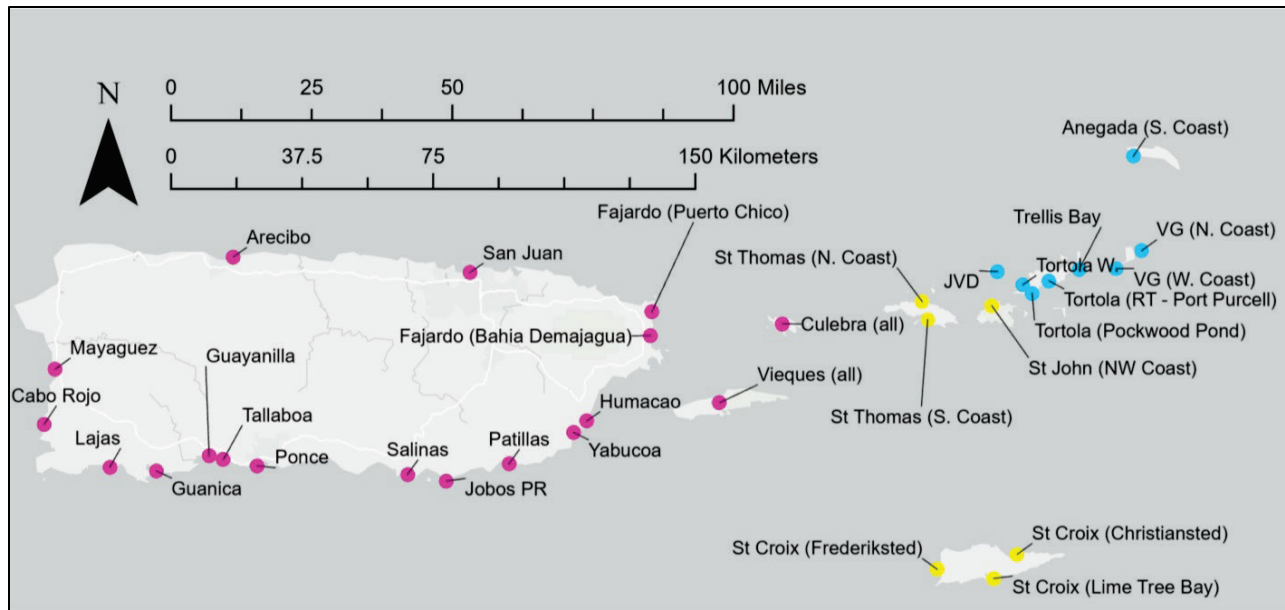 N
0 25 50 100 Miles
0 37.5 75 150 Kilometers
Anegada (S. Coast)
Fajardo (Puerto Chico)
Trellis Bay
VG (N. Coast)
Arecibo
San Juan
St Thomas (N. Coast)
JVD
Tortola W
VG (W. Coast)
Tortola (RT - Port Purcell)
Culebra (all)
Fajardo (Bahia Demajagua)
Tortola (Pockwood Pond)
Mayaguez
Guayanilla
St John (NW Coast)
Vieques (all)
Cabo Rojo
Tallaboa
Humacao
St Thomas (S. Coast)
Lajas
Ponce
Salinas
Patillas
Yabucoa
Guanica
Jobos PR
St Croix (Frederiksted)
St Croix (Christiansted)
St Croix (Lime Tree Bay)